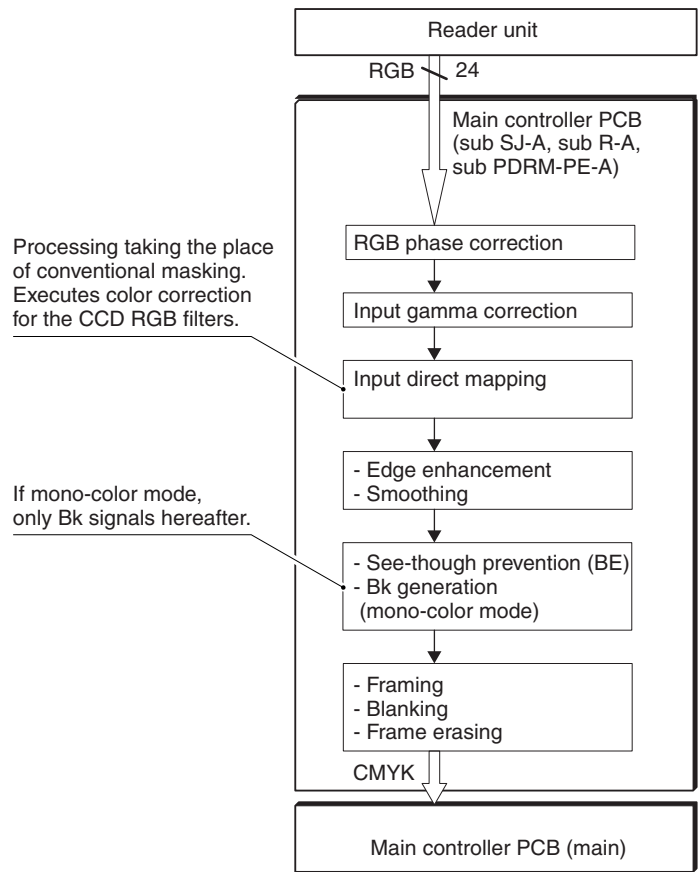 Reader unit
RGB 24
Main controller PCB
(sub SJ-A, sub R-A,
sub PDRM-PE-A)
RGB phase correction
Processing taking the place
of conventional masking.
Executes color correction
for the CCD RGB filters.
Input gamma correction
Input direct mapping
- Edge enhancement
- Smoothing
If mono-color mode,
only Bk signals hereafter.
- See-though prevention (BE)
- Bk generation
(mono-color mode)
- Framing
- Blanking
- Frame erasing
CMYK
Main controller PCB (main)